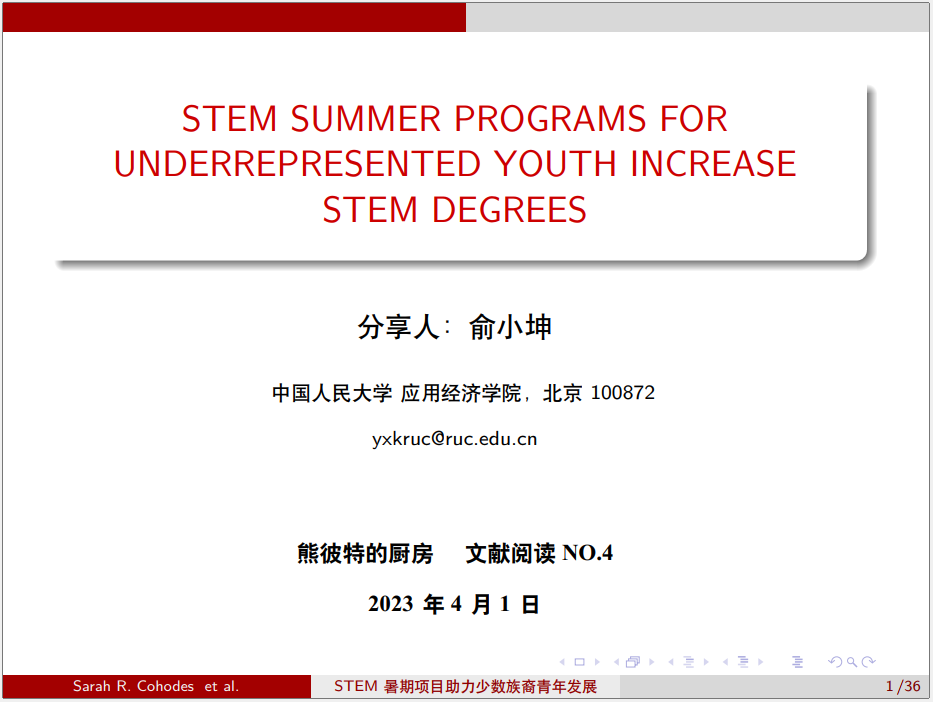 STEM SUMMER PROGRAMS FOR
UNDERREPRESENTED YOUTH INCREASE
STEM DEGREES
分享人：俞小坤
中国人民大学 应用经济学院，北京 100872
yxkruc@ruc.edu.cn
熊彼特的厨房 文献阅读 NO.4
2023 年 4 月 1 日
Sarah R. Cohodes et al.
STEM 暑期项目助力少数族裔青年发展
1 /36